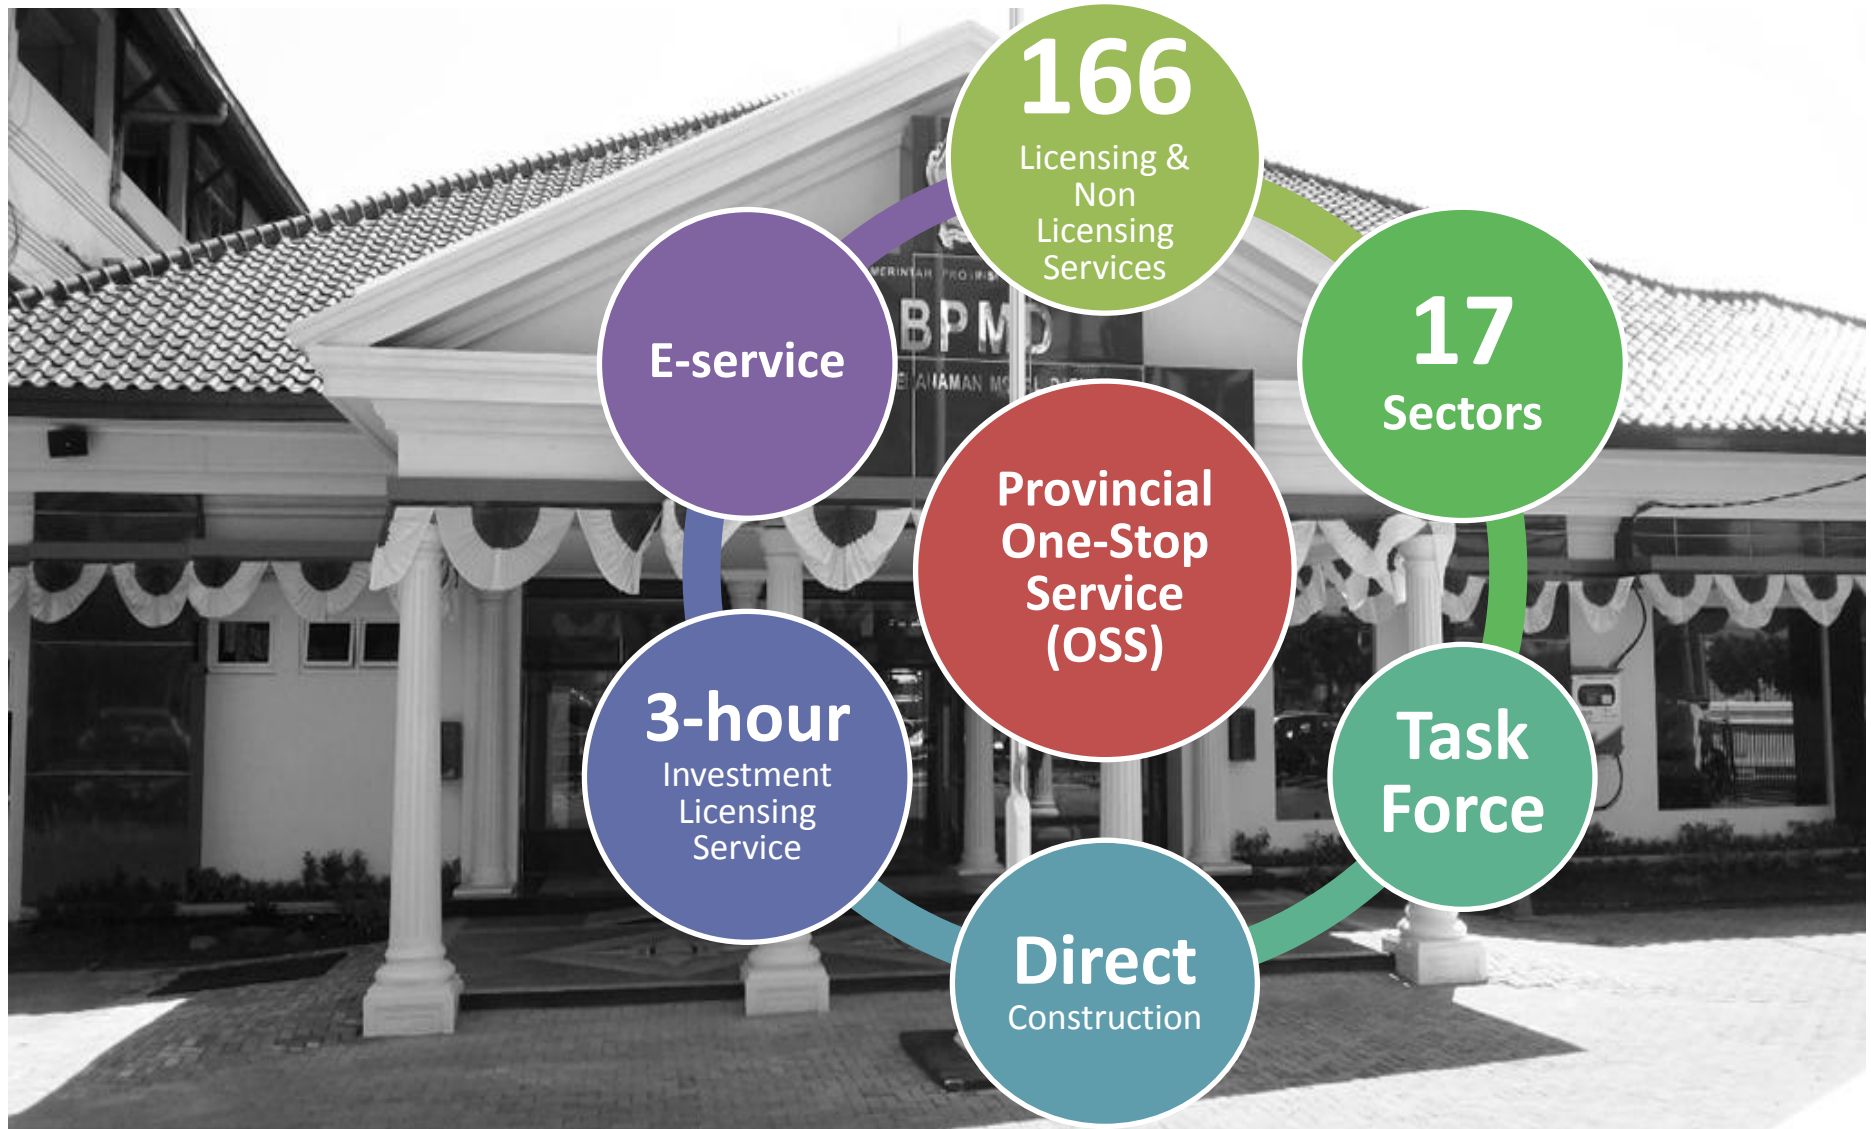 166
Licensing &
Non
Licensing
Services
17
Sectors
Task
Force
Direct
Construction
3-hour
Investment
Licensing
Service
E-service
Provincial
One-Stop
Service
(OSS)
BPMD